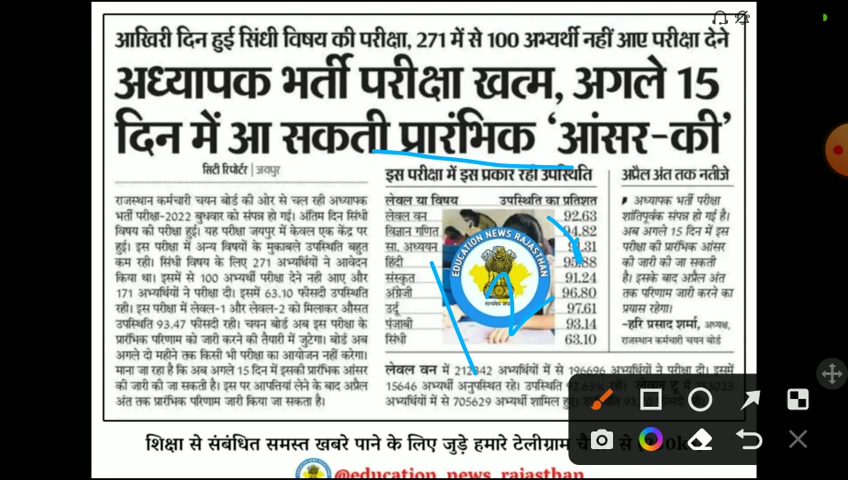 आखिरी दिन हुई सिंधी विषय की परीक्षा, 271 में से 100 अभ्यर्थी नहीं आए परीक्षा देने
अध्यापक भर्ती परीक्षा खत्म, अगले 15
दिन में आ सकती प्रारंभिक 'आंसर-की'
सिटी रिपोर्टर | जयपुर
राजस्थान कर्मचारी चयन बोर्ड की ओर से चल रही अध्यापक
भर्ती परीक्षा-2022 बुधवार को संपन्न हो गई। अंतिम दिन सिंधी
विषय की परीक्षा हुई। यह परीक्षा जयपुर में केवल एक केंद्र पर
हुई। इस परीक्षा में अन्य विषयों के मुकाबले उपस्थिति बहुत
कम रही। सिंधी विषय के लिए 271 अभ्यर्थियों ने आवेदन
किया था। इसमें से 100 अभ्यर्थी परीक्षा देने नही आए और
171 अभ्यर्थियों ने परीक्षा दी। इसमें 63.10 फीसदी उपस्थिति
रही। इस परीक्षा में लेवल-1 और लेवल-2 को मिलाकर औसत
उपस्थिति 93.47 फीसदी रही। चयन बोर्ड अब इस परीक्षा के
प्रारंभिक परिणाम को जारी करने की तैयारी में जुटेगा। बोर्ड अब
अगले दो महीने तक किसी भी परीक्षा का आयोजन नहीं करेगा।
माना जा रहा है कि अब अगले 15 दिन में इसकी प्रारंभिक आंसर
की जारी की जा सकती है। इस पर आपत्तियां लेने के बाद अप्रैल
अंत तक प्रारंभिक परिणाम जारी किया जा सकता है।
इस परीक्षा में इस प्रकार रही उपस्थिति
लेवल या विषय उपस्थिति का प्रतिशत
लेवल वन 92.63
विज्ञान गणित 94.82
सा. अध्ययन .31
हिंदी 95.88
संस्कृत 91.24
अंग्रेजी 96.80
उर्दू 97.61
पंजाबी 93.14
सिंधी 63.10
EDUCATION NEWS RAJASTHAN
सत्यमेव जयते
लेवल वन में 212342 अभ्यर्थियों में से 196696 अभ्यर्थियों ने परीक्षा दी। इसमें
15646 अभ्यर्थी अनुपस्थित रहे। उपस्थिति 92.63% रही। लेवल टू में
अभ्यर्थियों में से 705629 अभ्यर्थी शामिल हुए।
अप्रैल अंत तक नतीजे
अध्यापक भर्ती परीक्षा
शांतिपूर्वक संपन्न हो गई है।
अब अगले 15 दिन में इस
परीक्षा की प्रारंभिक आंसर
की जारी की जा सकती
है। इसके बाद अप्रैल अंत
तक परिणाम जारी करने का
प्रयास रहेगा।
-हरि प्रसाद शर्मा, अध्यक्ष,
राजस्थान कर्मचारी चयन बोर्ड
शिक्षा से संबंधित समस्त खबरे पाने के लिए जुड़े हमारे टेलीग्राम से
@education_news_rajasthan